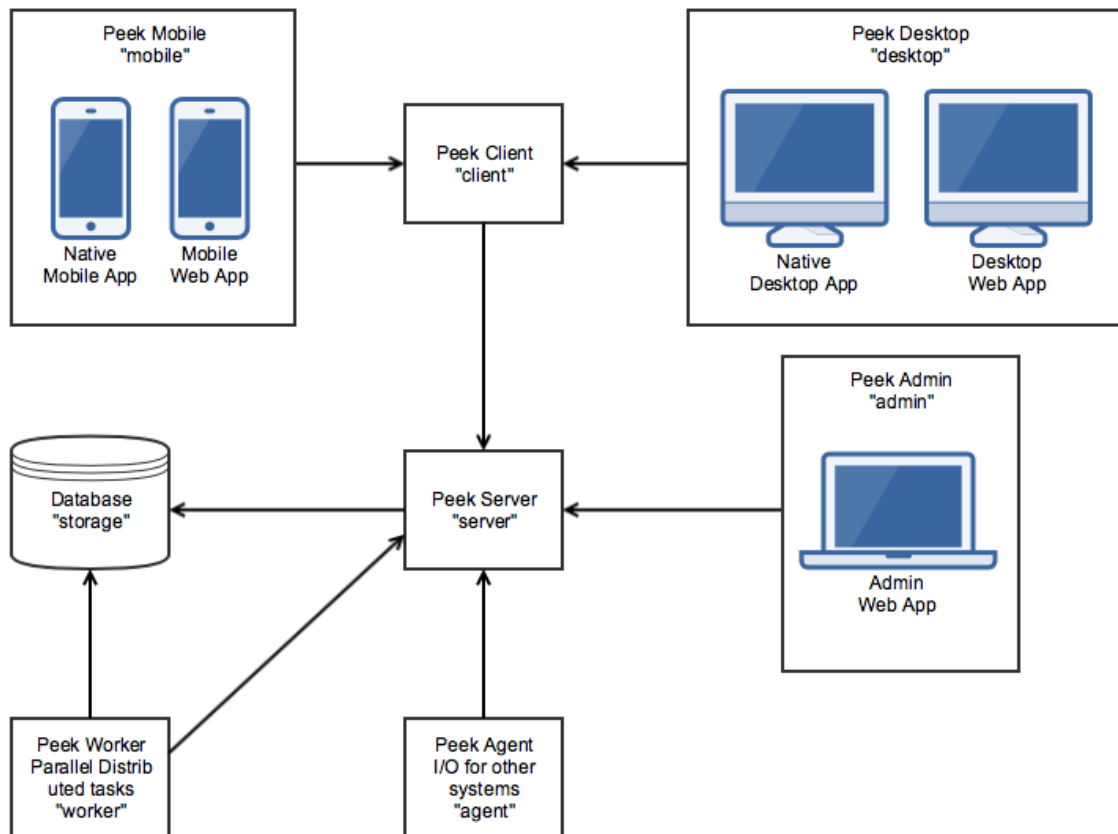 Peek Mobile
"mobile"
Native
Mobile App
Mobile
Web App
Peek Client
"client"
Peek Desktop
"desktop"
Native
Desktop App
Desktop
Web App
Peek Admin
"admin"
Admin
Web App
Database
"storage"
Peek Server
"server"
Peek Worker
Parallel Distrib
uted tasks
"worker"
Peek Agent
I/O for other
systems
"agent"